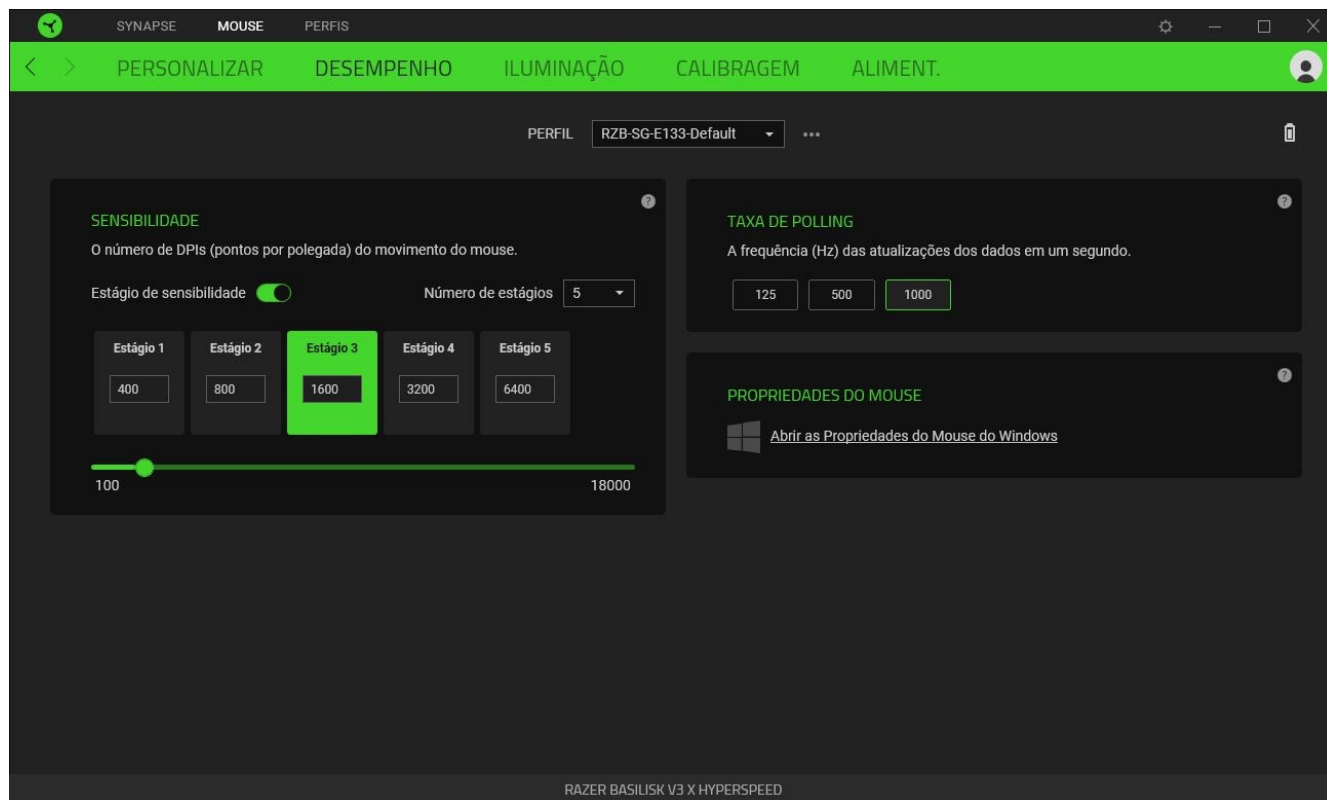 SYNAPSE MOUSE PERFIS
PERSONALIZAR DESEMPENHO ILUMINAÇÃO CALIBRAGEM ALIMENT.
PERFIL RZB-SG-E133-Default
SENSIBILIDADE
O número de DPIs (pontos por polegada) do movimento do mouse.
Estágio de sensibilidade Número de estágios 5
Estágio 1 Estágio 2 Estágio 3 Estágio 4 Estágio 5
400 800 1600 3200 6400
100 18000
TAXA DE POLLING
A frequência (Hz) das atualizações dos dados em um segundo.
125 500 1000
PROPRIEDADES DO MOUSE
Abrir as Propriedades do Mouse do Windows
RAZER BASILISK V3 X HYPERSPEED